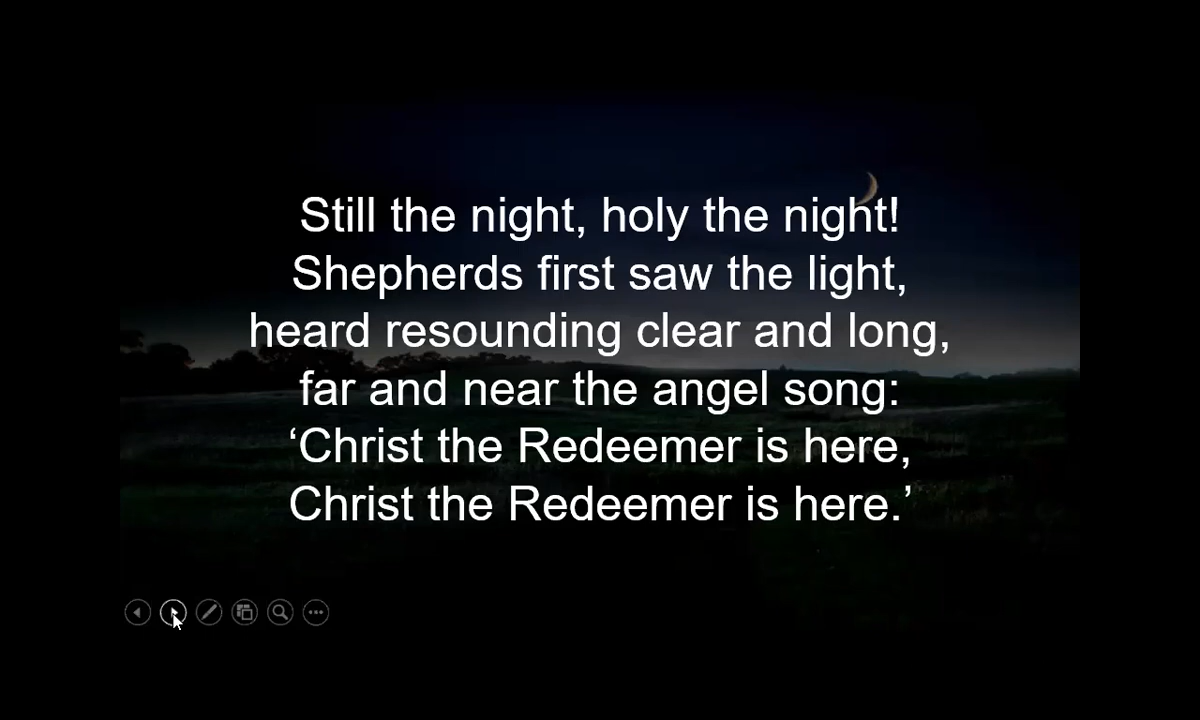 Still the night, holy the night!
Shepherds first saw the light,
heard resounding clear and long,
far and near the angel song:
‘Christ the Redeemer is here,
Christ the Redeemer is here.’